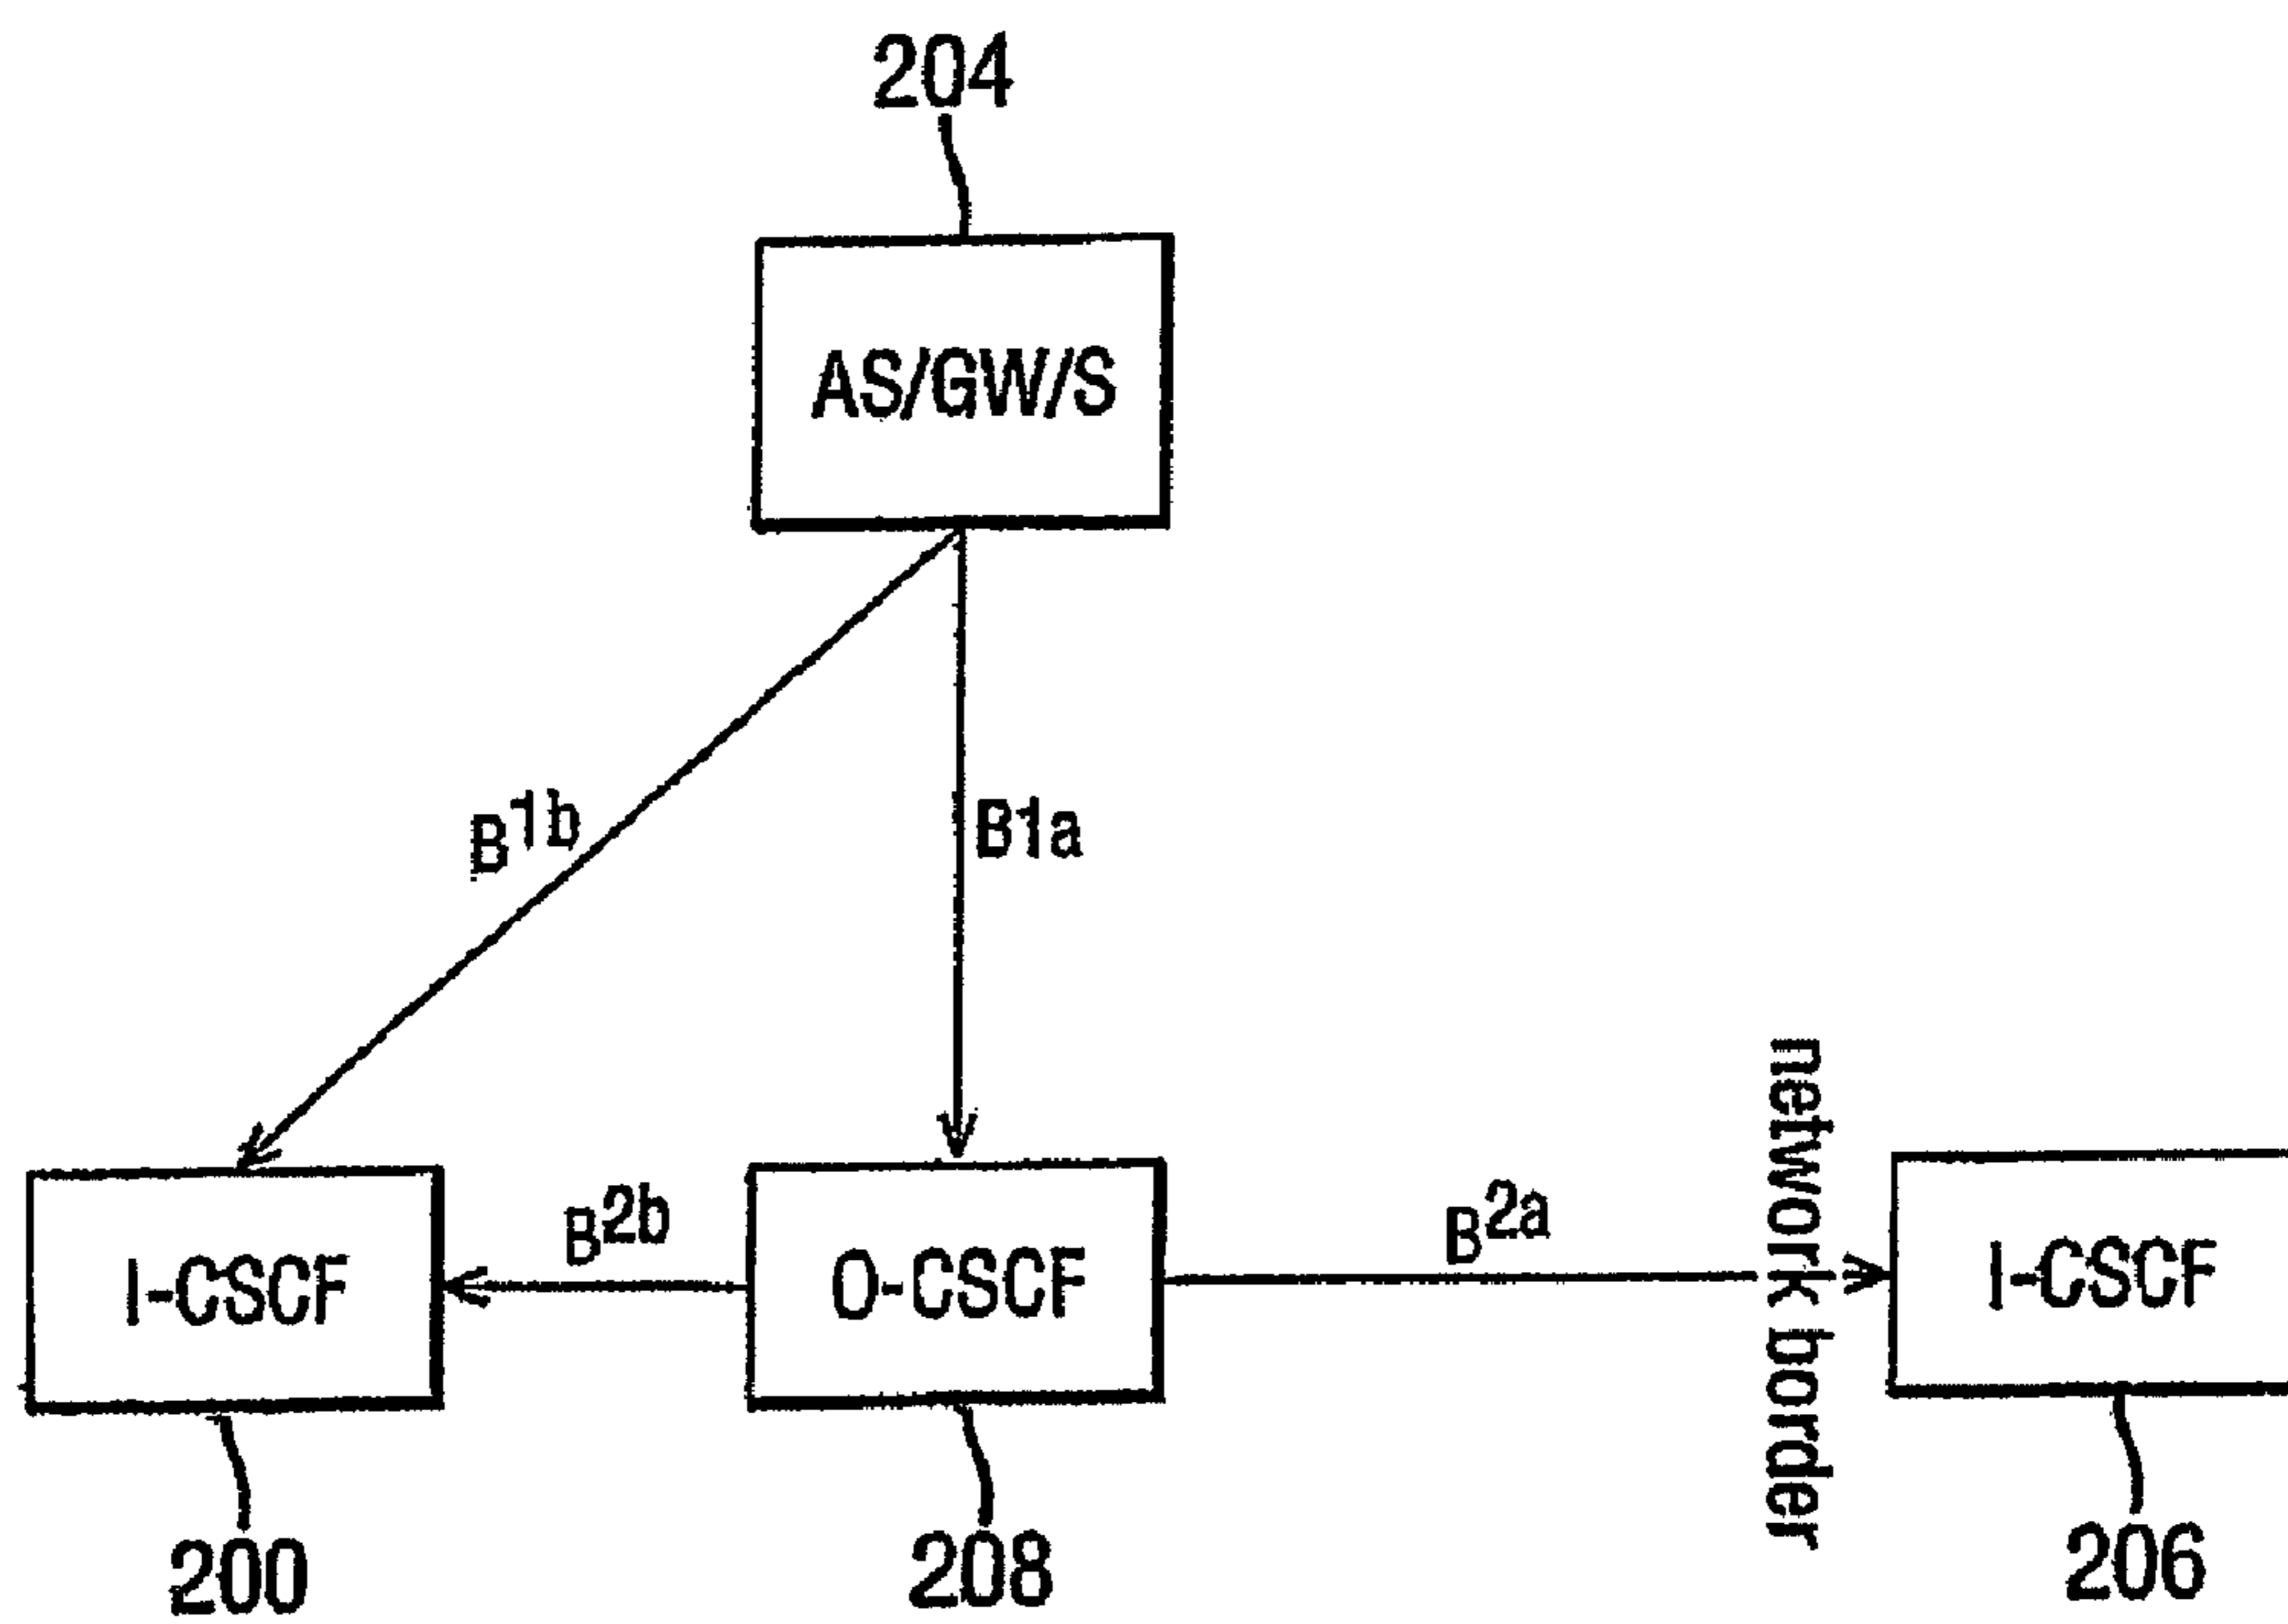 204
AS/GW/S
B1b
B1a
network border
B2b
B2a
I-CSCF
O-CSCF
I-CSCF
200
208
206